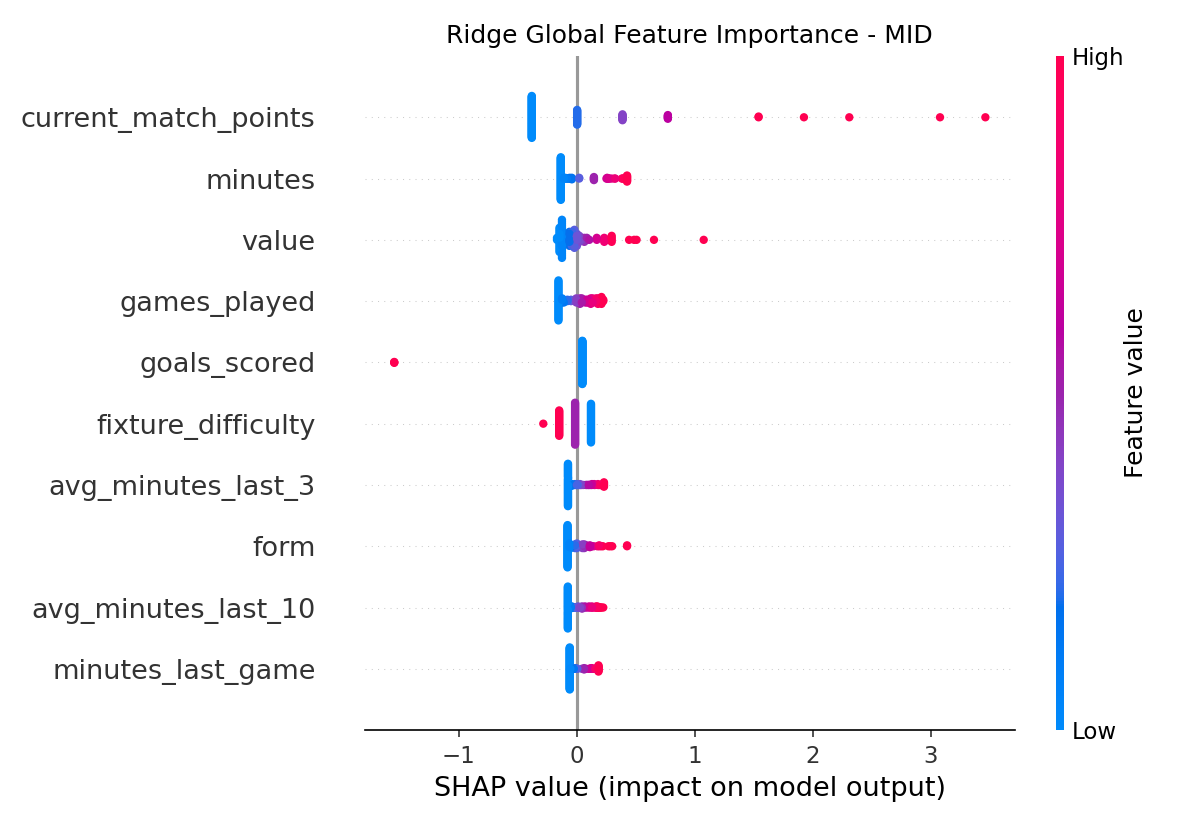 Ridge Global Feature Importance - MID
High
current_match_points
minutes
value
games_played
goals_scored
fixture_difficulty
avg_minutes_last_3
form
avg_minutes_last_10
minutes_last_game
Feature value
Low
−1 0 1 2 3
SHAP value (impact on model output)